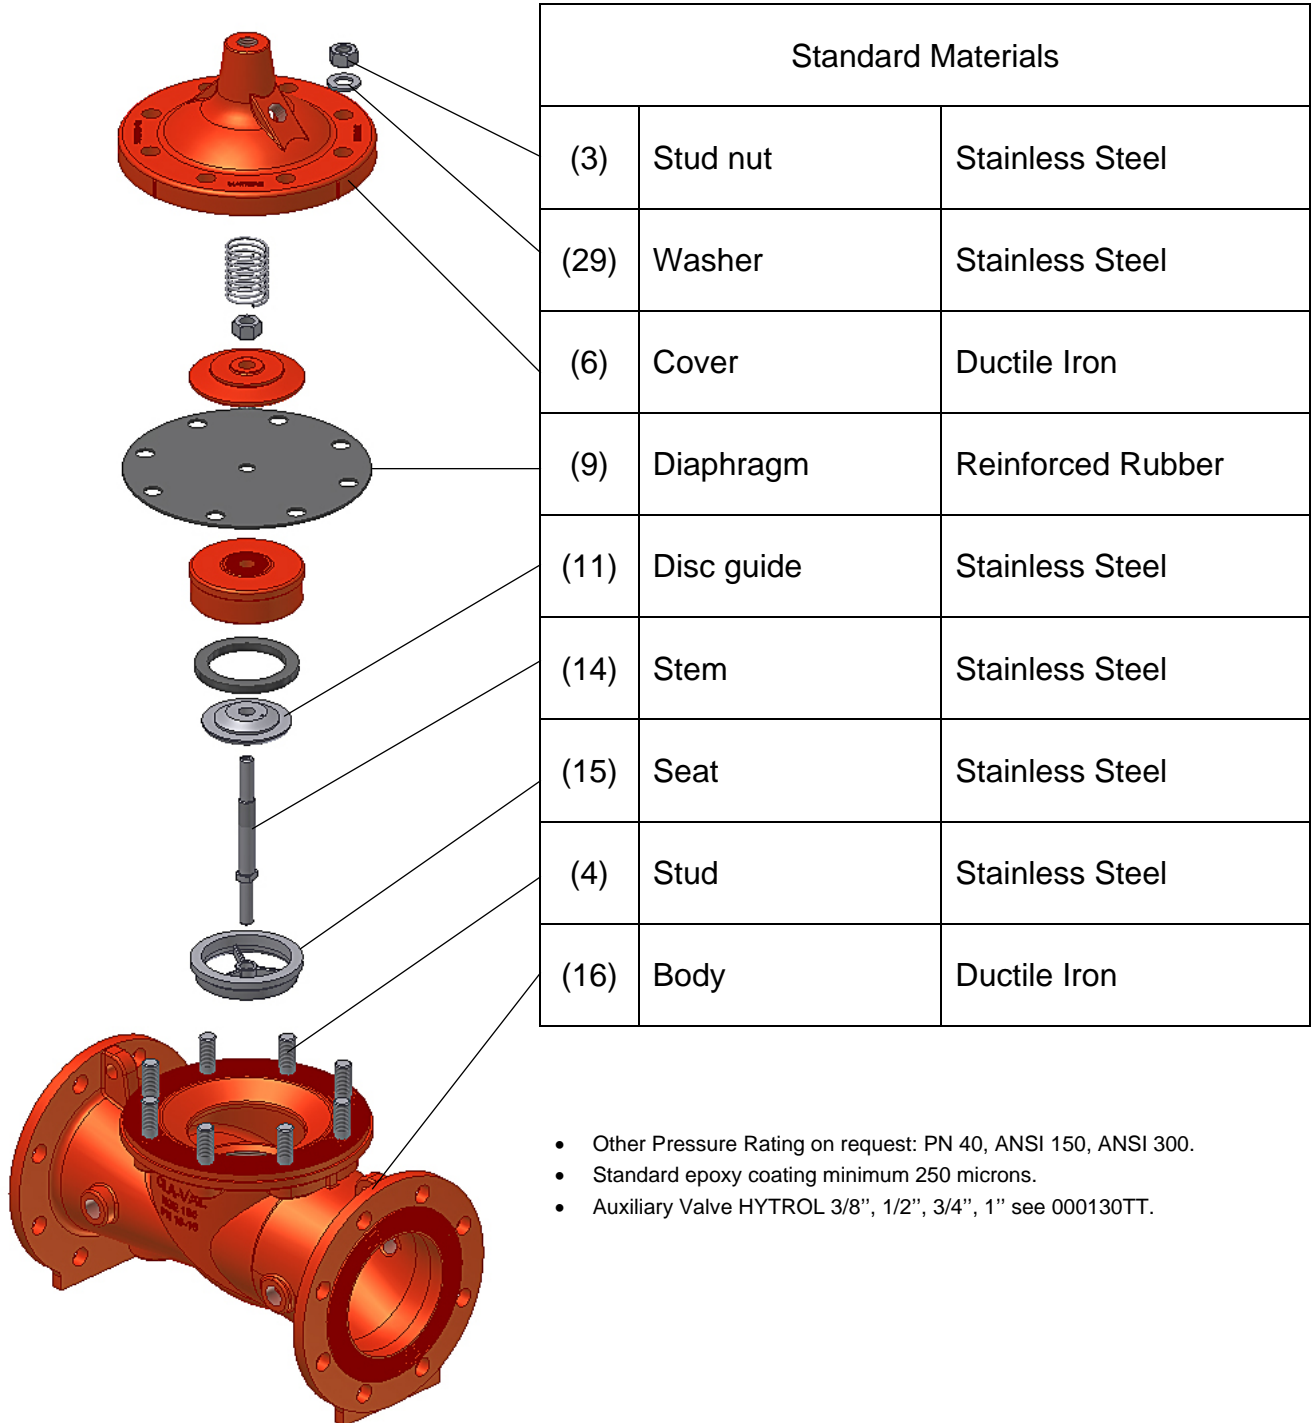 Standard Materials
(3) Stud nut Stainless Steel
(29) Washer Stainless Steel
(6) Cover Ductile Iron
(9) Diaphragm Reinforced Rubber
(11) Disc guide Stainless Steel
(14) Stem Stainless Steel
(15) Seat Stainless Steel
(4) Stud Stainless Steel
(16) Body Ductile Iron
• Other Pressure Rating on request: PN 40, ANSI 150, ANSI 300.
• Standard epoxy coating minimum 250 microns.
• Auxiliary Valve HYTROL 3/8’’, 1/2’’, 3/4’’, 1’’ see 000130TT.
CLA-VAL